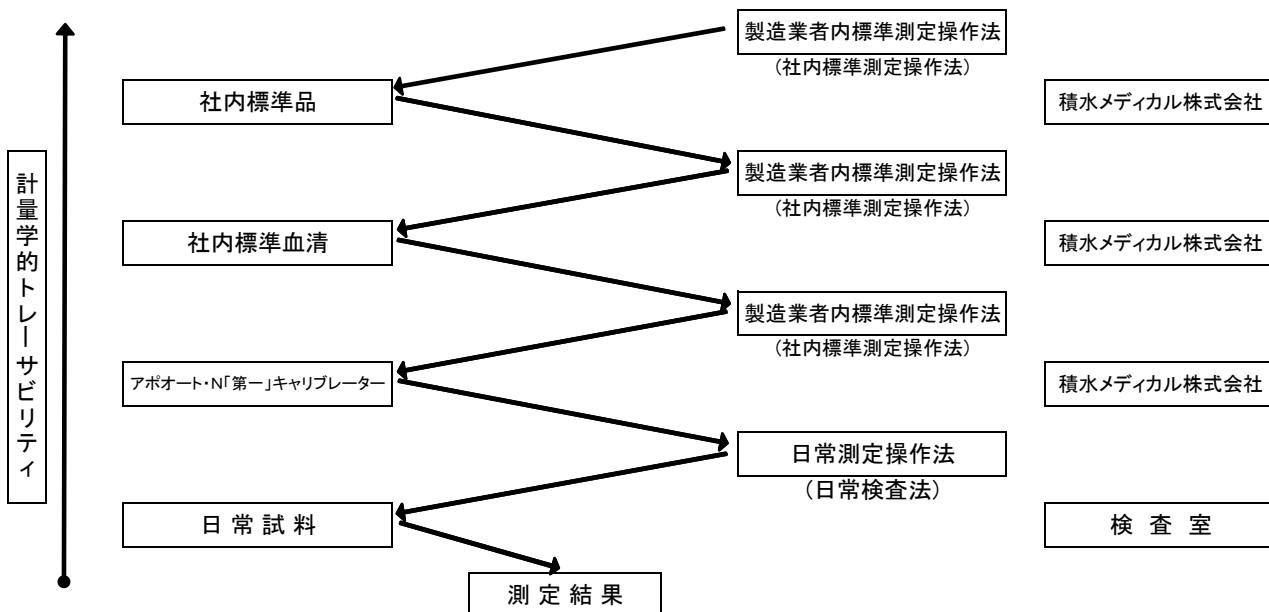 製造業者内標準測定操作法
(社内標準測定操作法)
社内標準品
積水メディカル株式会社
製造業者内標準測定操作法
(社内標準測定操作法)
計量学的トレーサビリティ
社内標準血清
積水メディカル株式会社
製造業者内標準測定操作法
(社内標準測定操作法)
アポオート・N「第一」キャリブレーター
積水メディカル株式会社
日常測定操作法
(日常検査法)
日常試料
検査室
測定結果